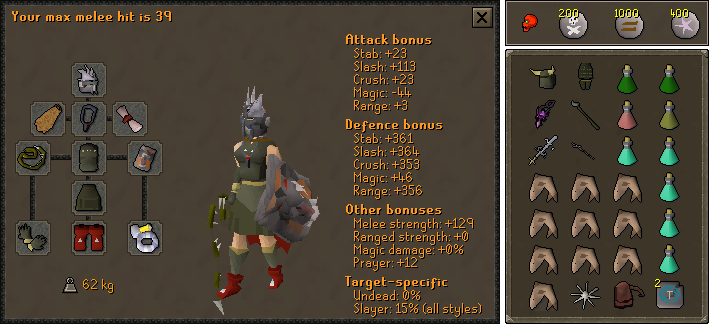 Your max melee hit is 39
200
1000
400
Attack bonus
Stab: +23
Slash: +113
Crush: +23
Magic: -44
Range: +3
Defence bonus
Stab: +361
Slash: +364
Crush: +353
Magic: +46
Range: +356
Other bonuses
Melee strength: +129
Ranged strength: +0
Magic damage: +0%
Prayer: +12
Target-specific
Undead: 0%
Slayer: 15% (all styles)
62 kg
2
T